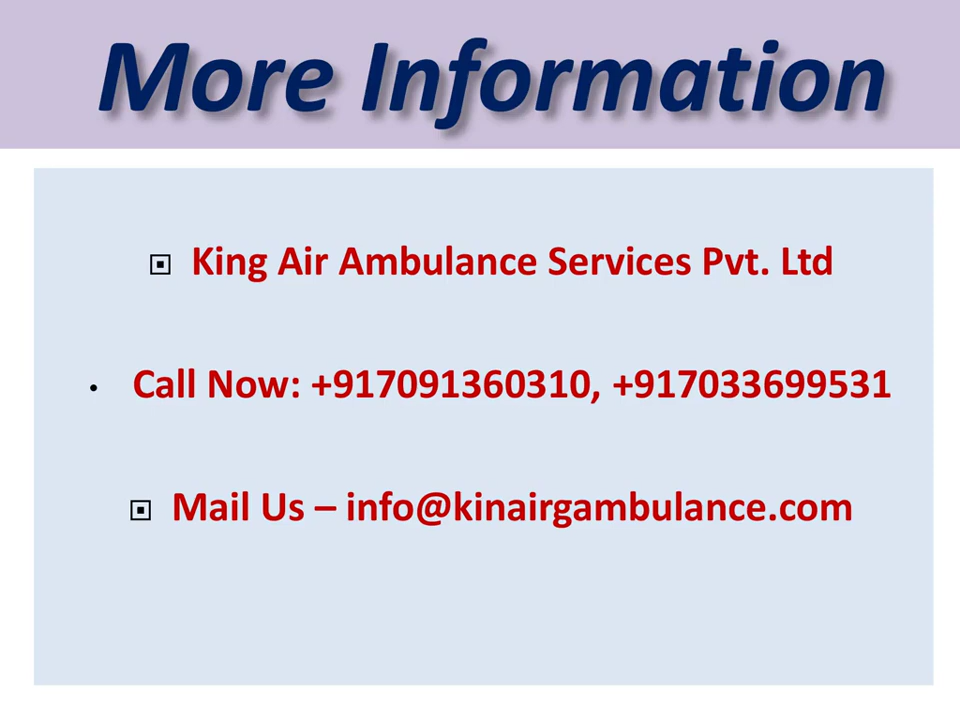 More Information
King Air Ambulance Services Pvt. Ltd
Call Now: +917091360310, +917033699531
Mail Us – info@kinairgambulance.com